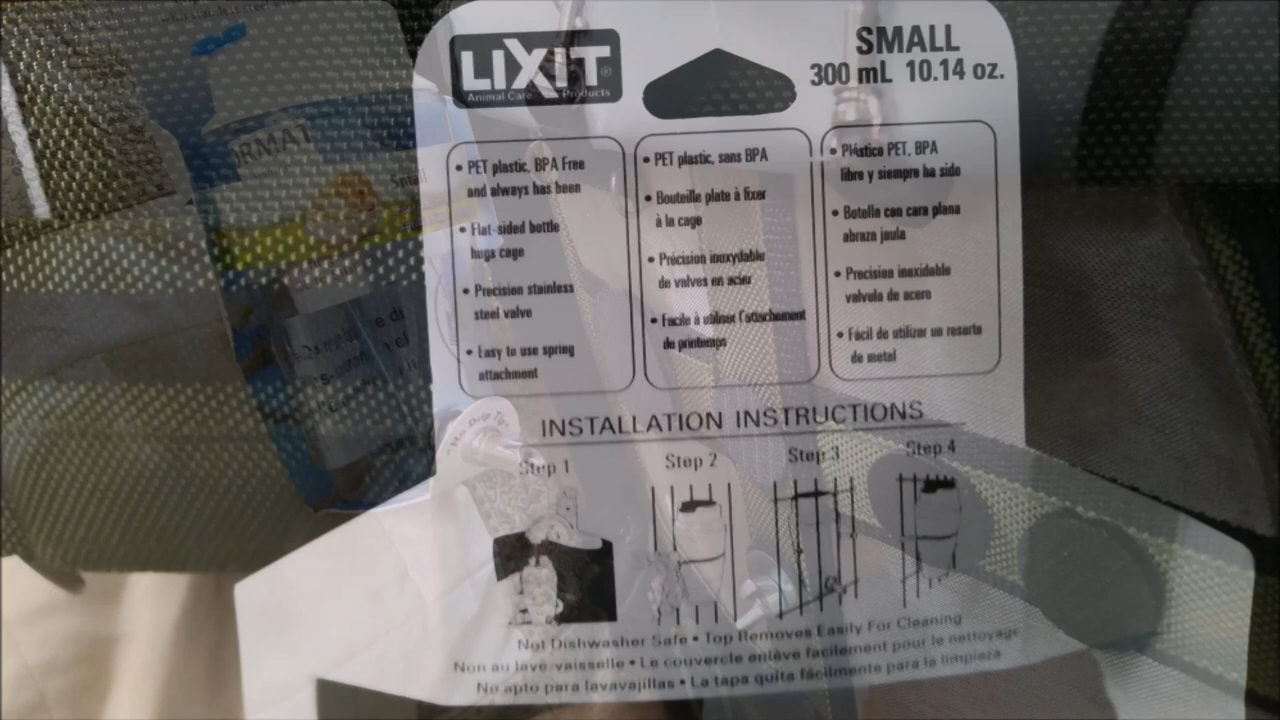 LIXIT®
Animal Care Products
SMALL
300 mL 10.14 oz.
• PET plastic, BPA Free
and always has been
• Flat-sided bottle
hugs cage
• Precision stainless
steel valve
• Easy to use spring
attachment
• PET plastic, sans BPA
• Bouteille plate à fixer
à la cage
• Précision inoxydable
de valves en acier
• Facile à utiliser l'attachement
de printemps
• Plástico PET, BPA
libre y siempre ha sido
• Botella con cara plana
abraza jaula
• Precision inoxidable
valvula de acero
• Fácil de utilizar un resorte
de metal
"No Drip Tip"
INSTALLATION INSTRUCTIONS
Step 1
Step 2
Step 3
Step 4
Not Dishwasher Safe • Top Removes Easily For Cleaning
Non au lave-vaisselle • Le couvercle enlève facilement pour le nettoyage
No apto para lavavajillas • La tapa quita fácilmente para la limpieza
ORMAT
Small